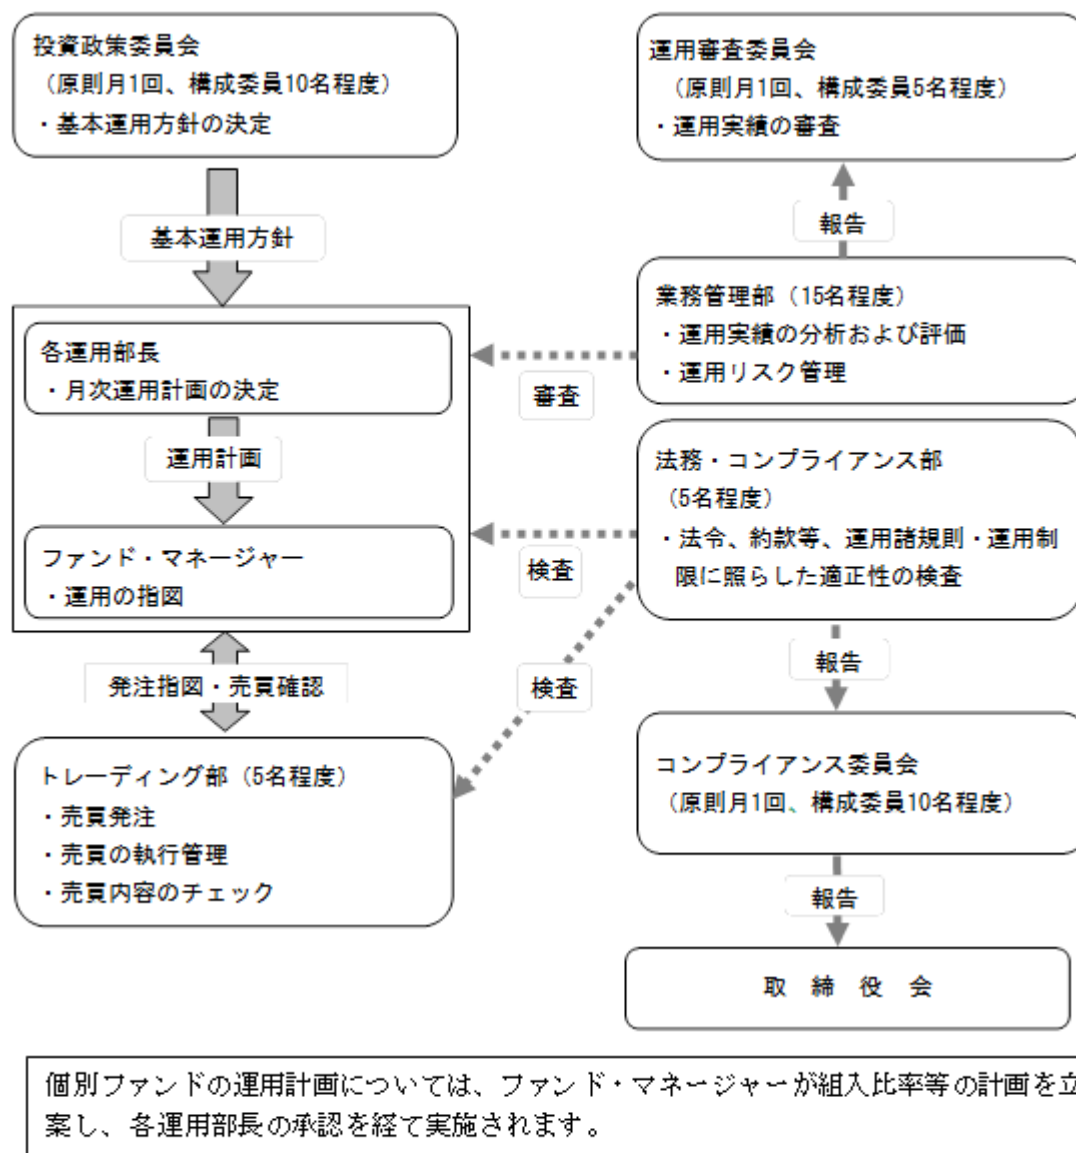 投資政策委員会
（原則月1回、構成委員10名程度）
・基本運用方針の決定
基本運用方針
各運用部長
・月次運用計画の決定
運用計画
ファンド・マネージャー
・運用の指図
発注指図・売買確認
トレーディング部（5名程度）
・売買発注
・売買の執行管理
・売買内容のチェック
運用審査委員会
（原則月1回、構成委員5名程度）
・運用実績の審査
報告
業務管理部（15名程度）
・運用実績の分析および評価
・運用リスク管理
審査
法務・コンプライアンス部
（5名程度）
・法令、約款等、運用諸規則・運用制
限に照らした適正性の検査
検査
検査
報告
コンプライアンス委員会
（原則月1回、構成委員10名程度）
報告
取 締 役 会
個別ファンドの運用計画については、ファンド・マネージャーが組入比率等の計画を立
案し、各運用部長の承認を経て実施されます。